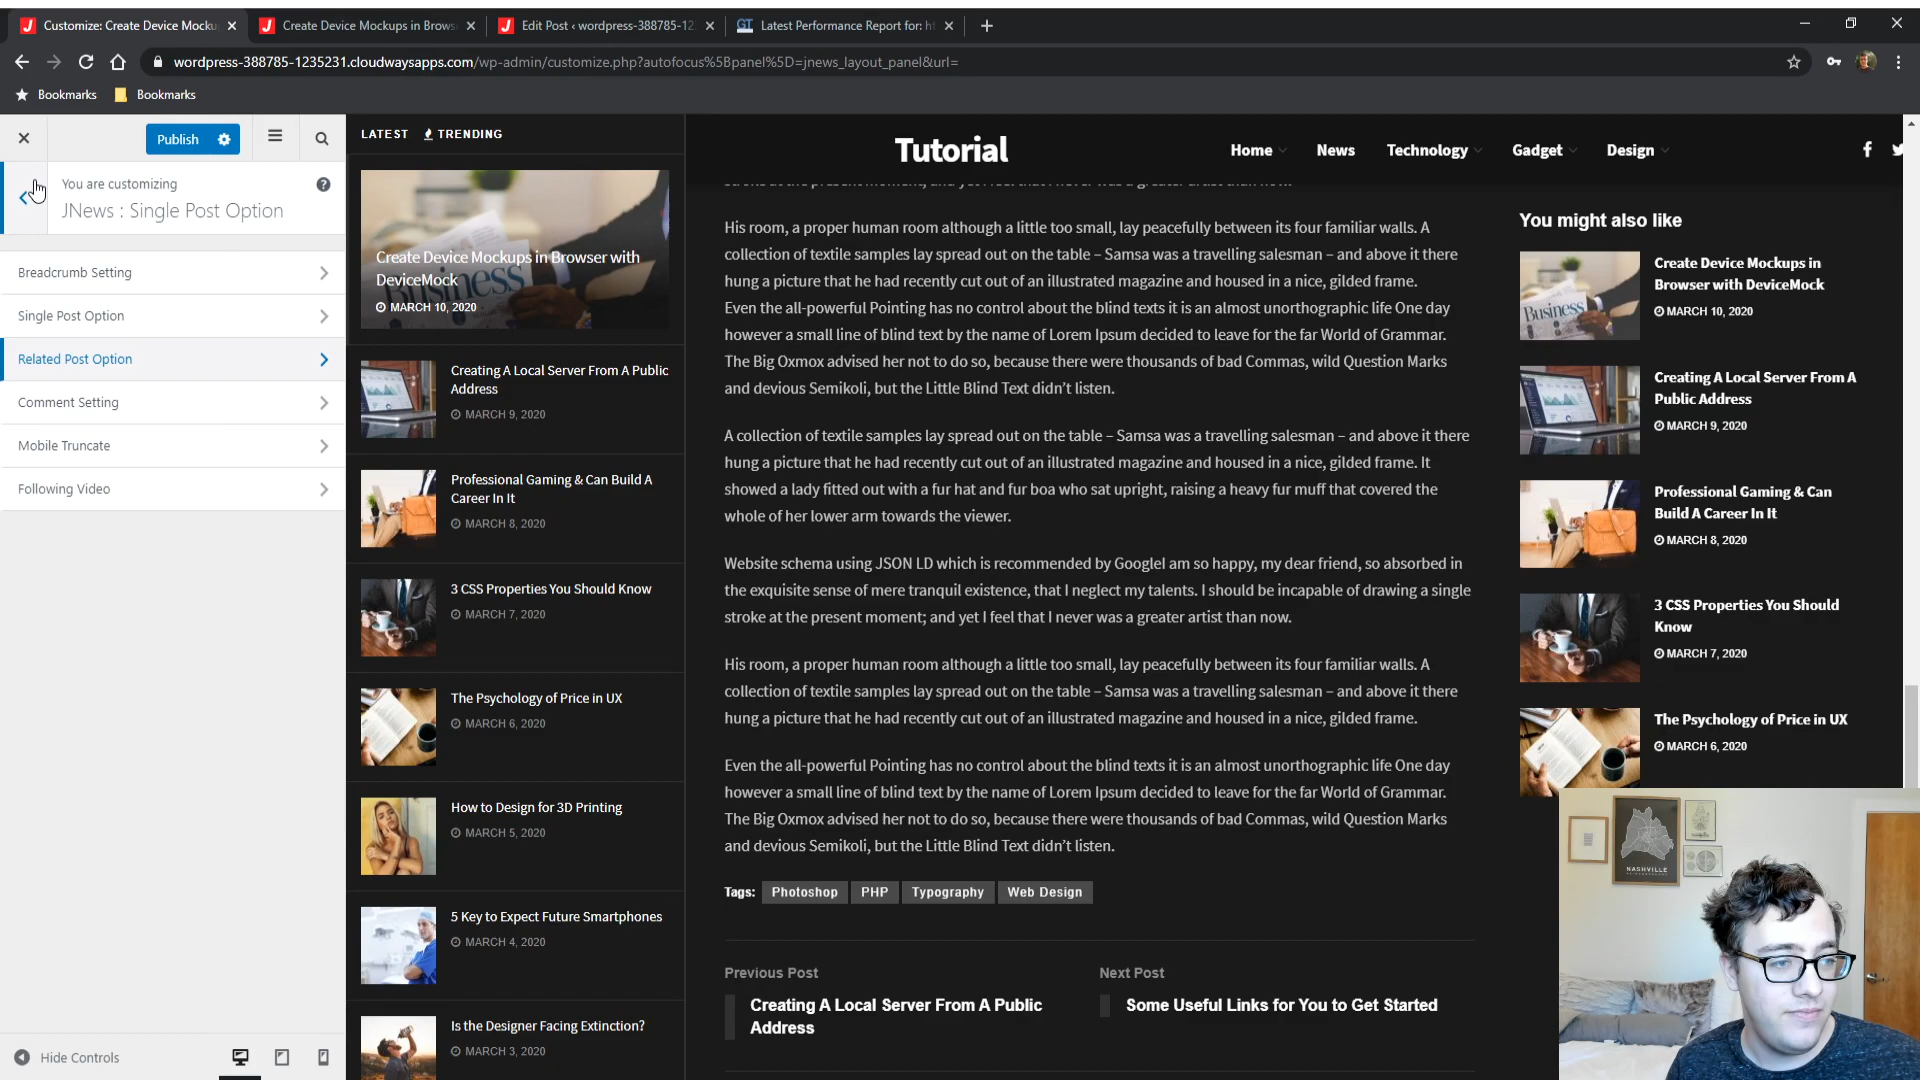 Customize: Create Device Mocku
Create Device Mockups in Brows
Edit Post ‹ wordpress-388785-12
GT
Latest Performance Report for: ht
wordpress-388785-1235231.cloudwaysapps.com/wp-admin/customize.php?autofocus%5Bpanel%5D=jnews_layout_panel&url=
Bookmarks
Bookmarks
Publish
You are customizing
JNews : Single Post Option
Breadcrumb Setting
Single Post Option
Related Post Option
Comment Setting
Mobile Truncate
Following Video
Hide Controls
LATEST
TRENDING
Create Device Mockups in Browser with
DeviceMock
MARCH 10, 2020
Creating A Local Server From A Public
Address
MARCH 9, 2020
Professional Gaming & Can Build A
Career In It
MARCH 8, 2020
3 CSS Properties You Should Know
MARCH 7, 2020
The Psychology of Price in UX
MARCH 6, 2020
How to Design for 3D Printing
MARCH 5, 2020
5 Key to Expect Future Smartphones
MARCH 4, 2020
Is the Designer Facing Extinction?
MARCH 3, 2020
Tutorial
Home
News
Technology
Gadget
Design
stroke at the present moment; and yet I feel that I never was a greater artist than now.
His room, a proper human room although a little too small, lay peacefully between its four familiar walls. A
collection of textile samples lay spread out on the table – Samsa was a travelling salesman – and above it there
hung a picture that he had recently cut out of an illustrated magazine and housed in a nice, gilded frame.
Even the all-powerful Pointing has no control about the blind texts it is an almost unorthographic life One day
however a small line of blind text by the name of Lorem Ipsum decided to leave for the far World of Grammar.
The Big Oxmox advised her not to do so, because there were thousands of bad Commas, wild Question Marks
and devious Semikoli, but the Little Blind Text didn’t listen.
A collection of textile samples lay spread out on the table – Samsa was a travelling salesman – and above it there
hung a picture that he had recently cut out of an illustrated magazine and housed in a nice, gilded frame. It
showed a lady fitted out with a fur hat and fur boa who sat upright, raising a heavy fur muff that covered the
whole of her lower arm towards the viewer.
Website schema using JSON LD which is recommended by GoogleI am so happy, my dear friend, so absorbed in
the exquisite sense of mere tranquil existence, that I neglect my talents. I should be incapable of drawing a single
stroke at the present moment; and yet I feel that I never was a greater artist than now.
His room, a proper human room although a little too small, lay peacefully between its four familiar walls. A
collection of textile samples lay spread out on the table – Samsa was a travelling salesman – and above it there
hung a picture that he had recently cut out of an illustrated magazine and housed in a nice, gilded frame.
Even the all-powerful Pointing has no control about the blind texts it is an almost unorthographic life One day
however a small line of blind text by the name of Lorem Ipsum decided to leave for the far World of Grammar.
The Big Oxmox advised her not to do so, because there were thousands of bad Commas, wild Question Marks
and devious Semikoli, but the Little Blind Text didn’t listen.
Tags: Photoshop PHP Typography Web Design
Previous Post
Creating A Local Server From A Public
Address
Next Post
Some Useful Links for You to Get Started
You might also like
Create Device Mockups in
Browser with DeviceMock
MARCH 10, 2020
Creating A Local Server From A
Public Address
MARCH 9, 2020
Professional Gaming & Can
Build A Career In It
MARCH 8, 2020
3 CSS Properties You Should
Know
MARCH 7, 2020
The Psychology of Price in UX
MARCH 6, 2020
Business
NASHVILLE